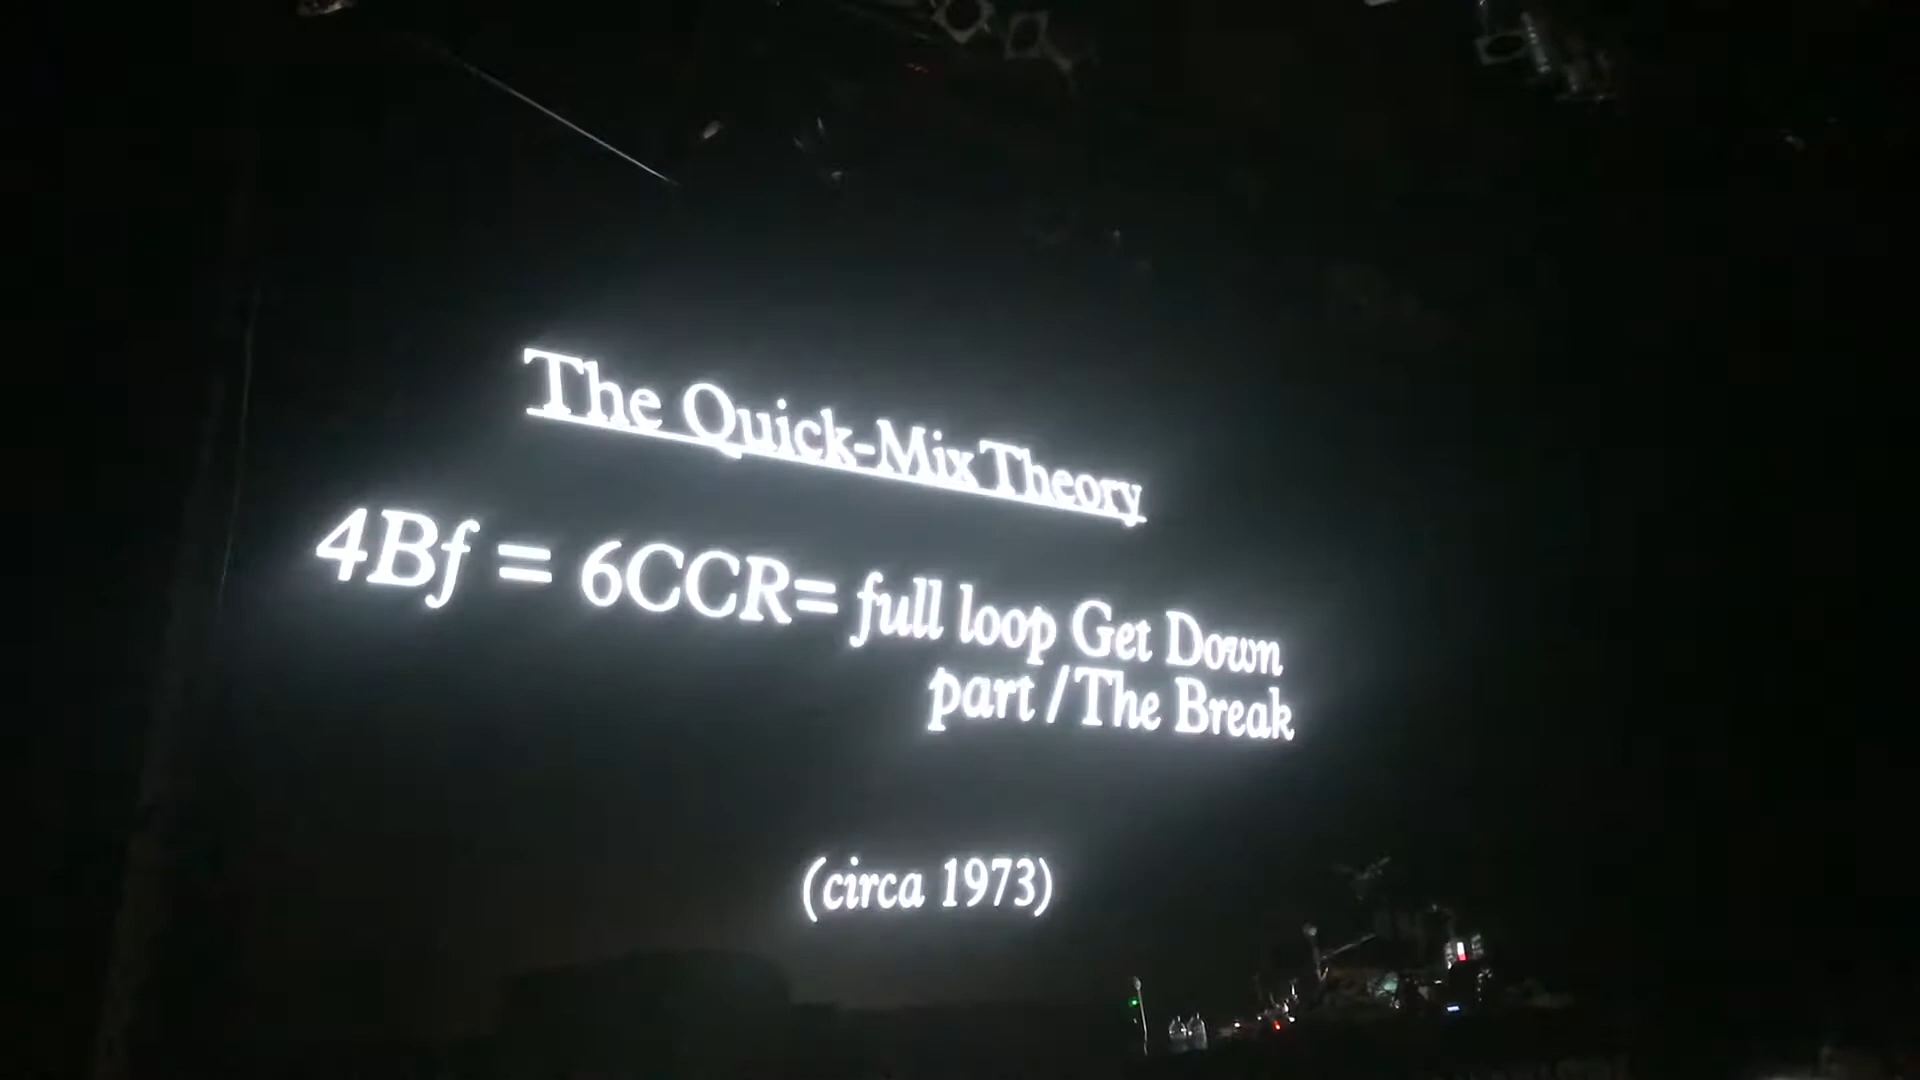 The Quick-Mix Theory
4Bf = 6CCR= full loop Get Down
part / The Break
(circa 1973)